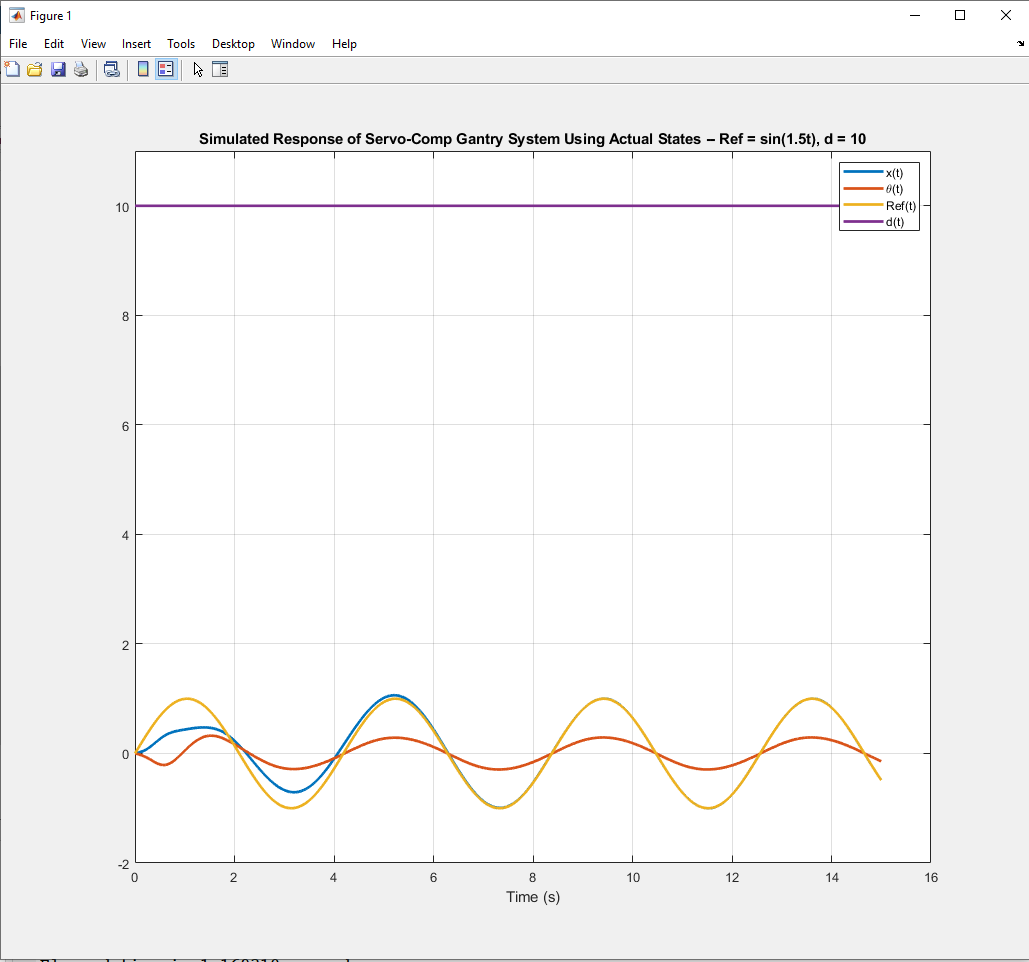 Figure 1
File Edit View Insert Tools Desktop Window Help
Simulated Response of Servo-Comp Gantry System Using Actual States – Ref = sin(1.5t), d = 10
x(t)
θ(t)
Ref(t)
d(t)
10
8
6
4
2
0
-2
0 2 4 6 8 10 12 14 16
Time (s)